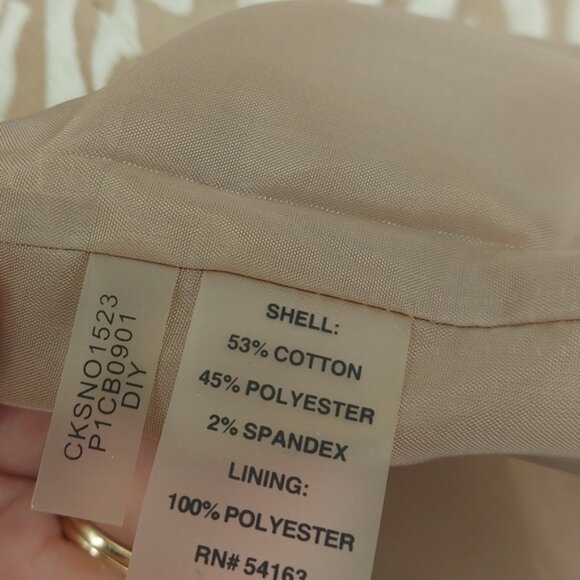 CKSNO1523
P1CB0901
DIY
SHELL:
53% COTTON
45% POLYESTER
2% SPANDEX
LINING:
100% POLYESTER
RN# 54163